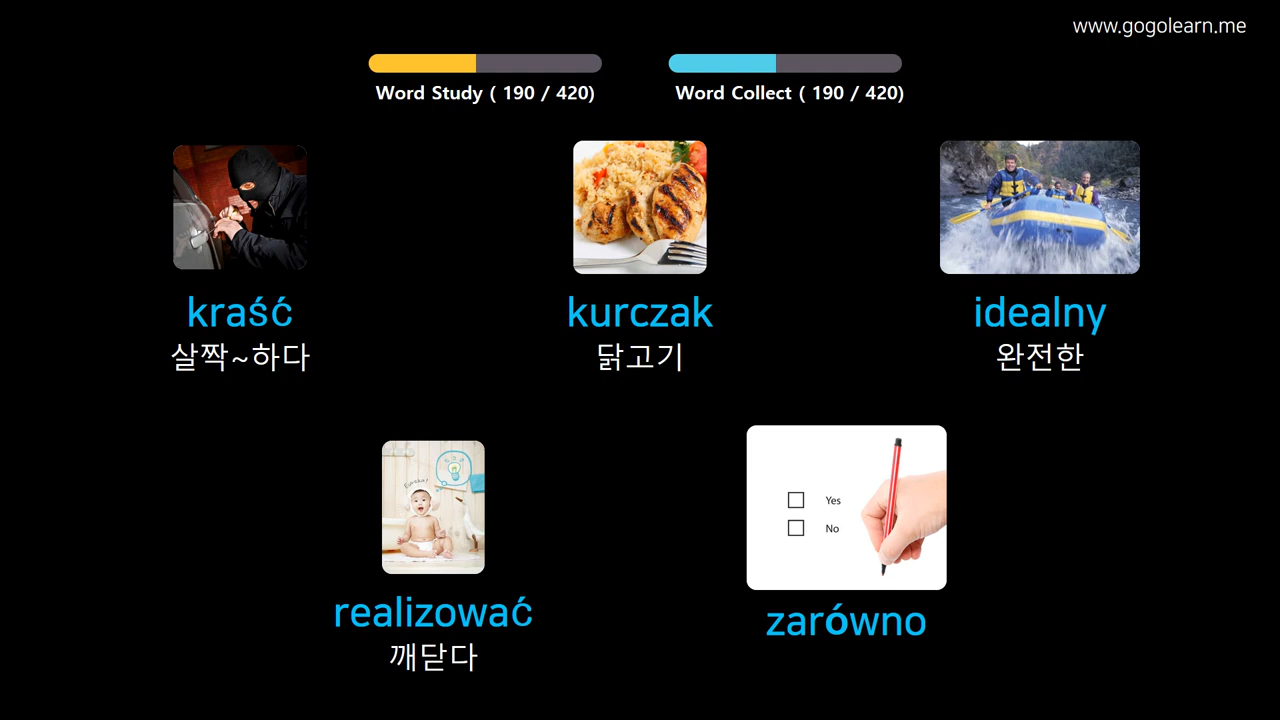 www.gogolearn.me
Word Study ( 190 / 420)
Word Collect ( 190 / 420)
kraść
살짝~하다
kurczak
닭고기
idealny
완전한
Eureka!
realizować
깨닫다
Yes
No
zarówno